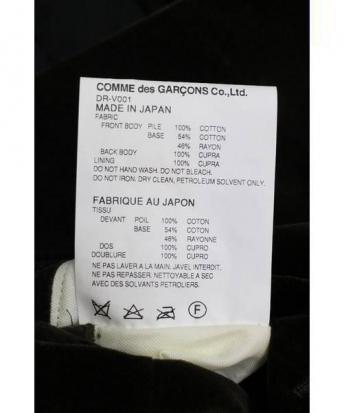 COMME des GARÇONS Co.,Ltd.
DR-V001
MADE IN JAPAN
FABRIC
FRONT BODY PILE 100% COTTON
BASE 54% COTTON
46% RAYON
BACK BODY 100% CUPRA
LINING 100% CUPRA
DO NOT HAND WASH. DO NOT BLEACH.
DO NOT IRON. DRY CLEAN, PETROLEUM SOLVENT ONLY.
FABRIQUE AU JAPON
TISSU
DEVANT POIL 100% COTON
BASE 54% COTON
46% RAYONNE
DOS 100% CUPRO
DOUBLURE 100% CUPRO
NE PAS LAVER A LA MAIN. JAVEL INTERDIT.
NE PAS REPASSER. NETTOYABLE A SEC
AVEC DES SOLVANTS PETROLIERS.
F